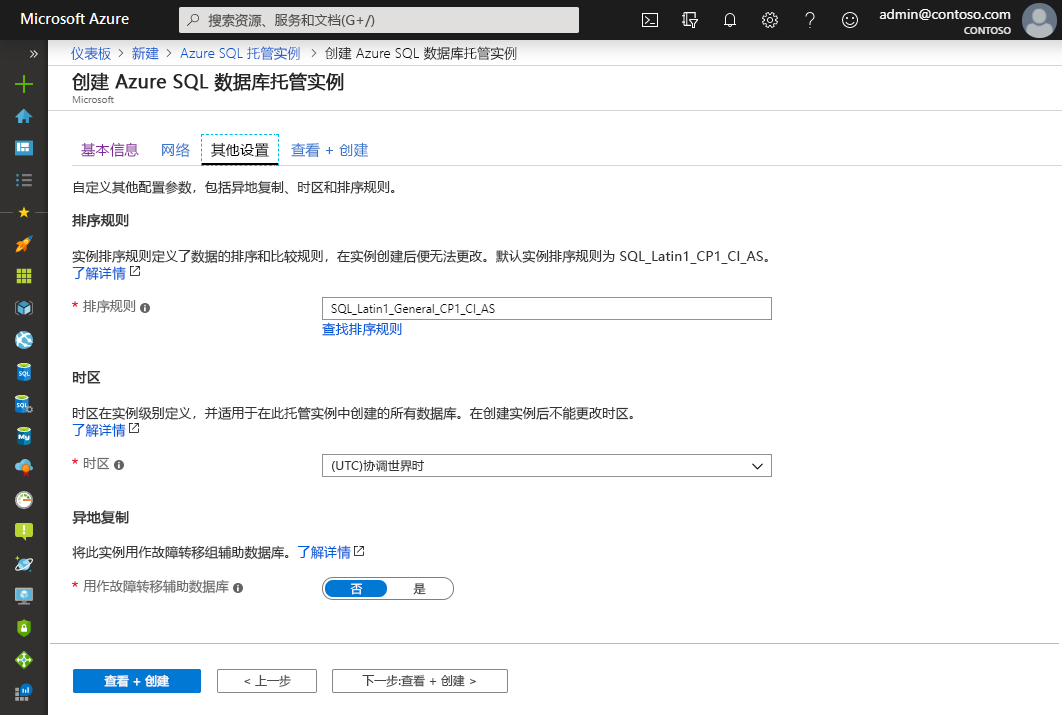 Microsoft Azure
搜索资源、服务和文档(G+/)
admin@contoso.com
CONTOSO
仪表板 > 新建 > Azure SQL 托管实例 > 创建 Azure SQL 数据库托管实例
创建 Azure SQL 数据库托管实例
Microsoft
基本信息 网络 其他设置 查看 + 创建
自定义其他配置参数，包括异地复制、时区和排序规则。
排序规则
实例排序规则定义了数据的排序和比较规则，在实例创建后便无法更改。默认实例排序规则为 SQL_Latin1_CP1_CI_AS。
了解详情
* 排序规则
SQL_Latin1_General_CP1_CI_AS
查找排序规则
时区
时区在实例级别定义，并适用于在此托管实例中创建的所有数据库。在创建实例后不能更改时区。
了解详情
* 时区
(UTC)协调世界时
异地复制
将此实例用作故障转移组辅助数据库。了解详情
* 用作故障转移辅助数据库
否 是
查看 + 创建 < 上一步 下一步:查看 + 创建 >